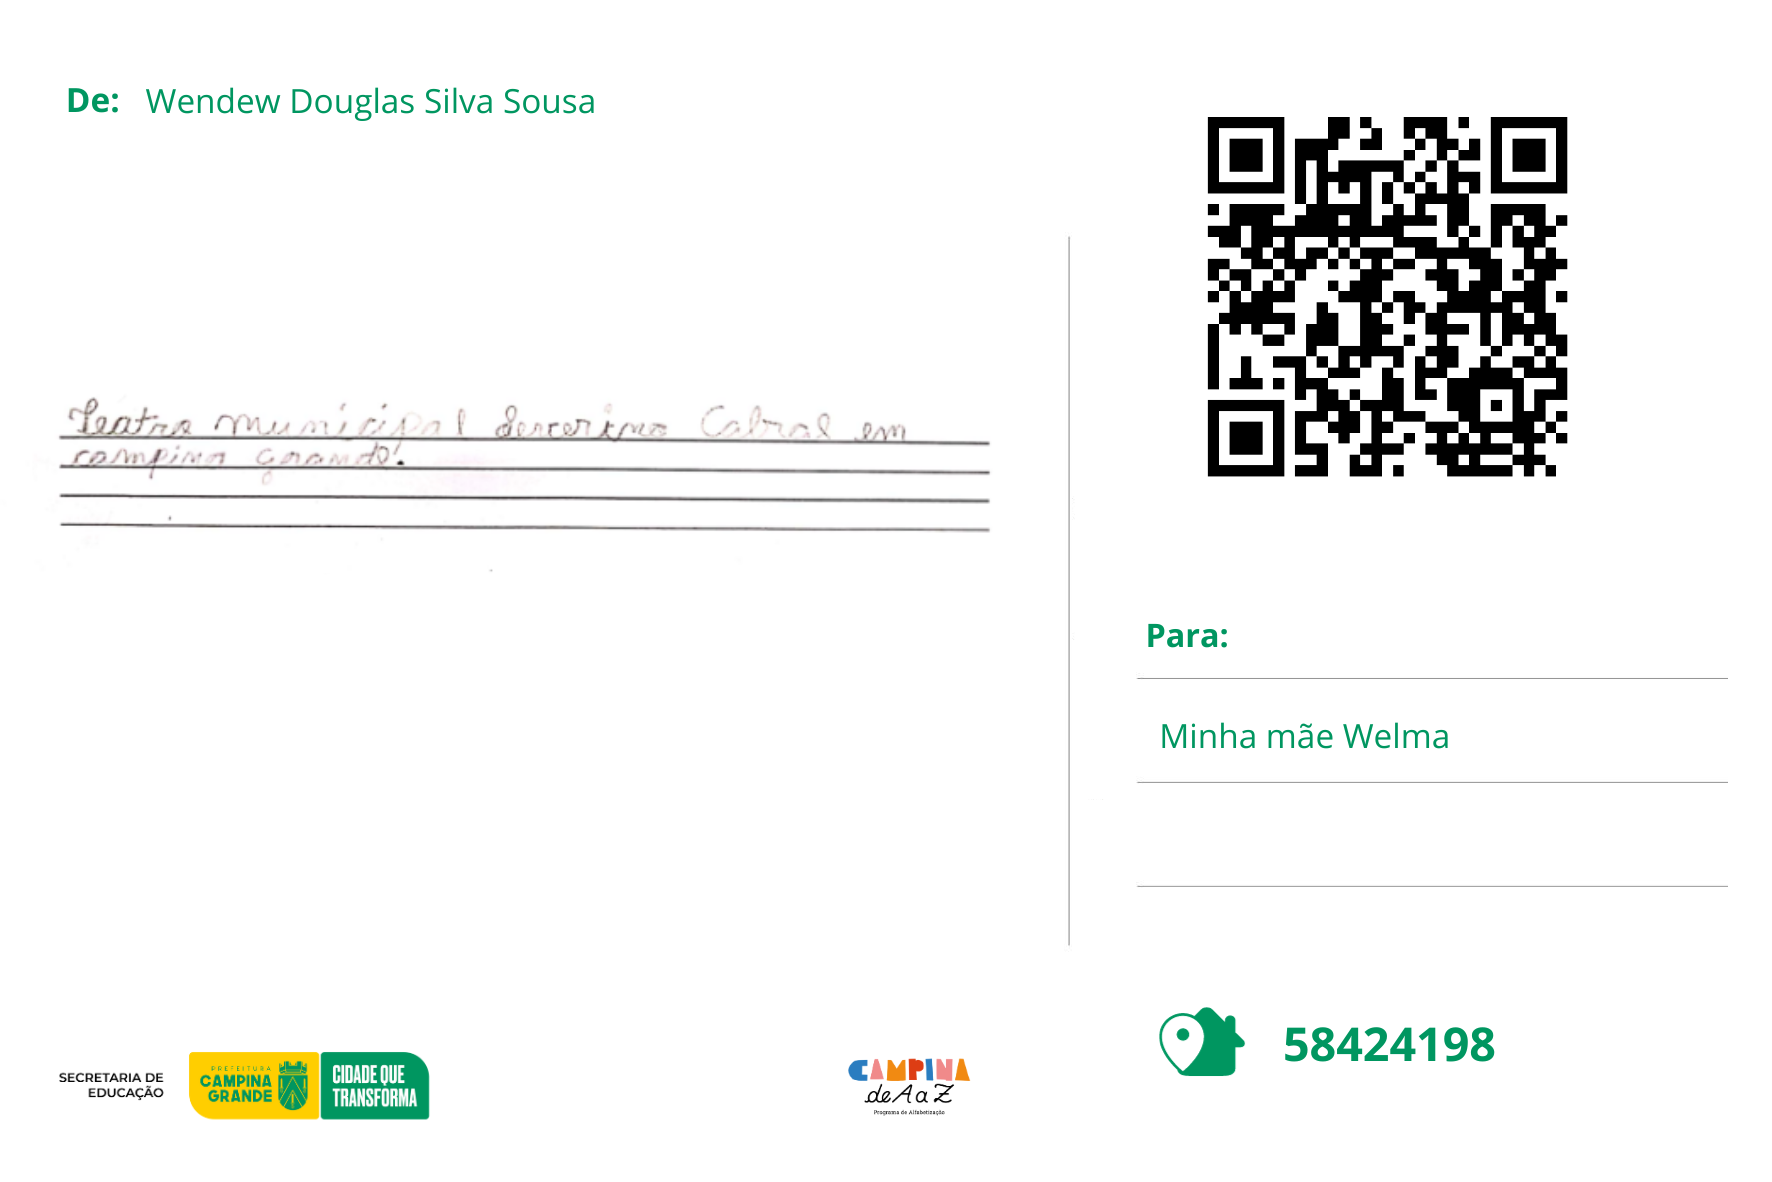 De: Wendew Douglas Silva Sousa
Teatro municipal Severino Cabral em
campina grande.
Para:
Minha mãe Welma
58424198
SECRETARIA DE
EDUCAÇÃO
PREFEITURA
CAMPINA
GRANDE
CIDADE QUE
TRANSFORMA
CAMPINA
de A a Z
Programa de Alfabetização